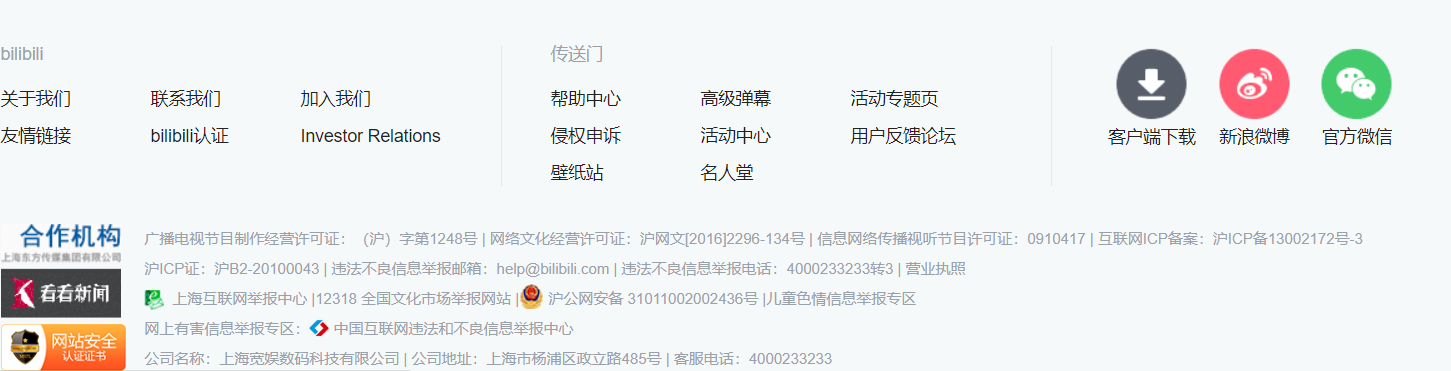 bilibili
传送门
关于我们 联系我们 加入我们
帮助中心 高级弹幕 活动专题页
友情链接 bilibili认证 Investor Relations
侵权申诉 活动中心 用户反馈论坛
壁纸站 名人堂
客户端下载 新浪微博 官方微信
合作机构
上海东方传媒集团有限公司
看看新闻
网站安全
认证证书
广播电视节目制作经营许可证：（沪）字第1248号 | 网络文化经营许可证：沪网文[2016]2296-134号 | 信息网络传播视听节目许可证：0910417 | 互联网ICP备案：沪ICP备13002172号-3
沪ICP证：沪B2-20100043 | 违法不良信息举报邮箱：help@bilibili.com | 违法不良信息举报电话：4000233233转3 | 营业执照
上海互联网举报中心 |12318 全国文化市场举报网站 | 沪公网安备 31011002002436号 |儿童色情信息举报专区
网上有害信息举报专区： 中国互联网违法和不良信息举报中心
公司名称：上海宽娱数码科技有限公司 | 公司地址：上海市杨浦区政立路485号 | 客服电话：4000233233